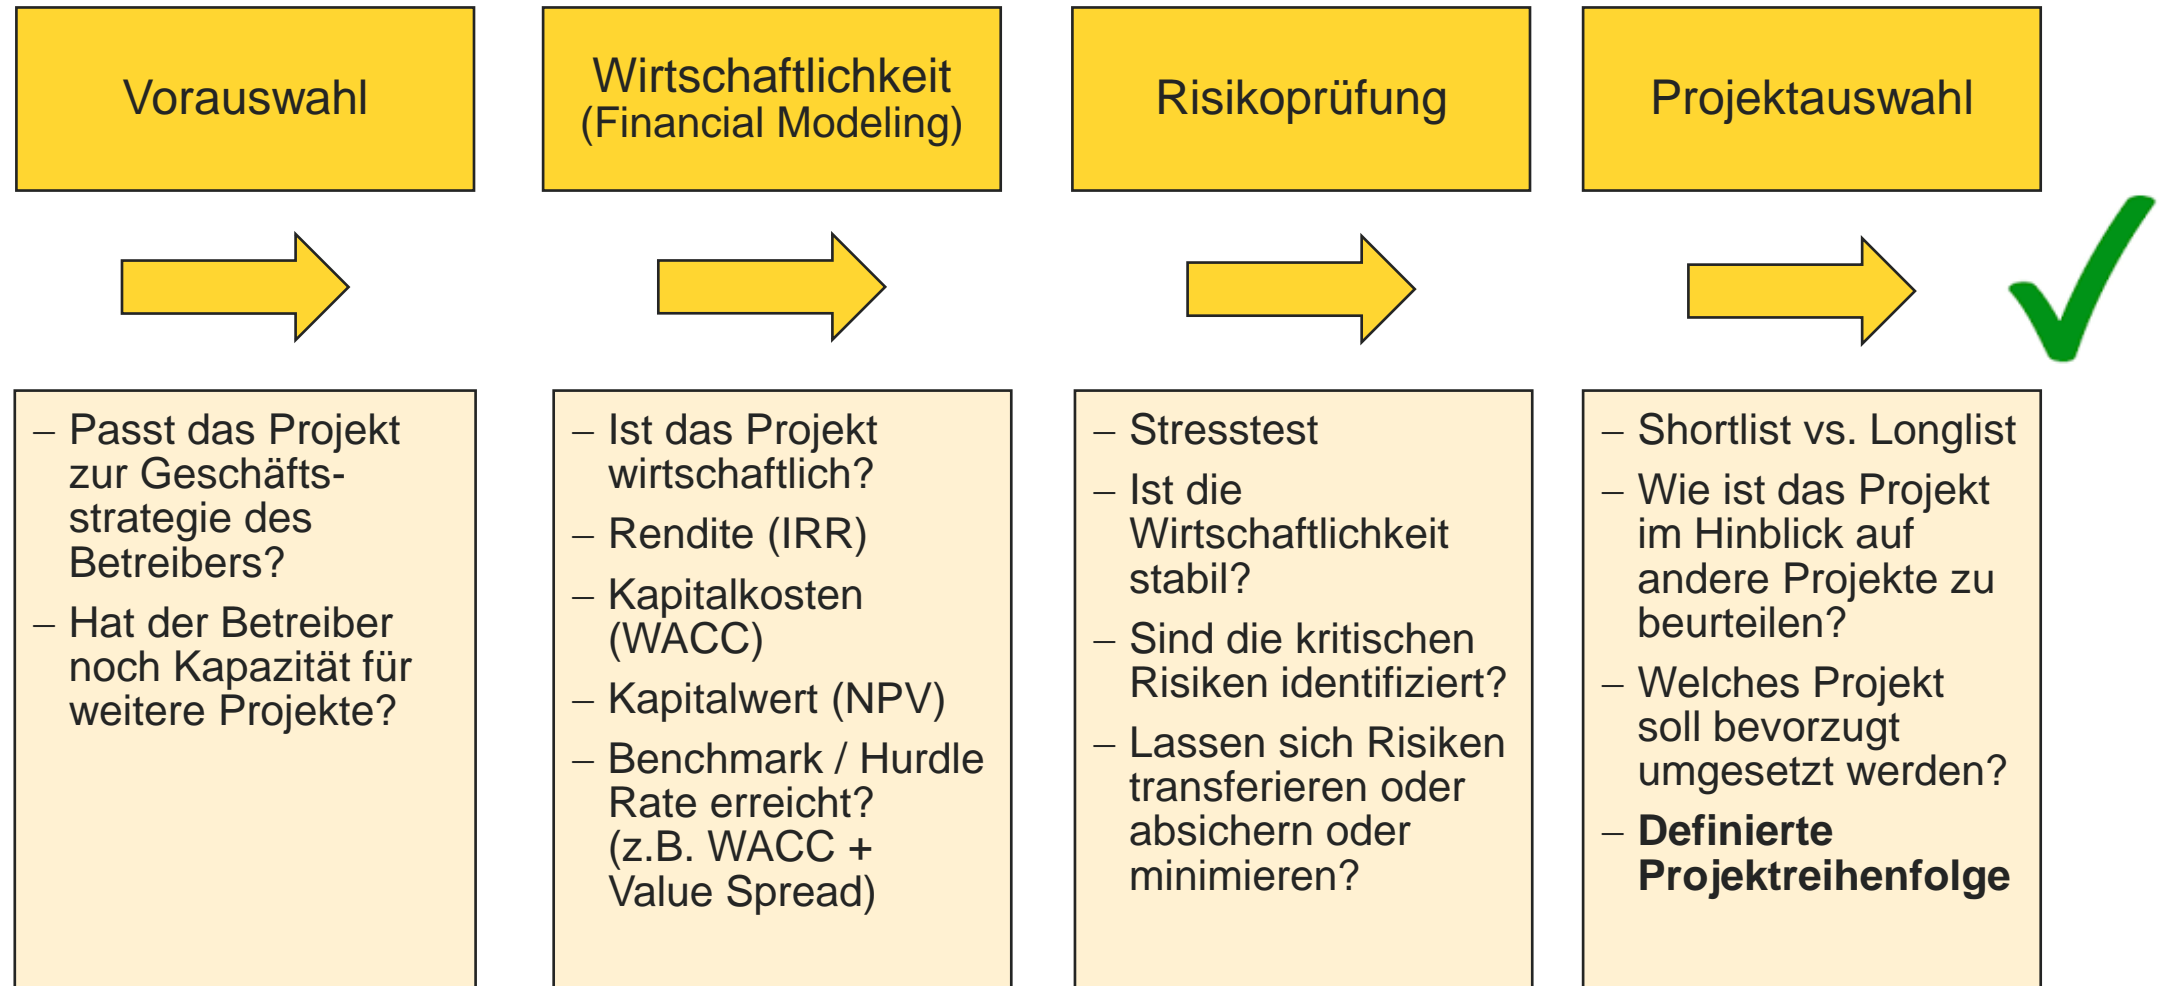 Vorauswahl
Wirtschaftlichkeit
(Financial Modeling)
Risikoprüfung
Projektauswahl
– Passt das Projekt
zur Geschäfts-
strategie des
Betreibers?
– Hat der Betreiber
noch Kapazität für
weitere Projekte?
– Ist das Projekt
wirtschaftlich?
– Rendite (IRR)
– Kapitalkosten
(WACC)
– Kapitalwert (NPV)
– Benchmark / Hurdle
Rate erreicht?
(z.B. WACC +
Value Spread)
– Stresstest
– Ist die
Wirtschaftlichkeit
stabil?
– Sind die kritischen
Risiken identifiziert?
– Lassen sich Risiken
transferieren oder
absichern oder
minimieren?
– Shortlist vs. Longlist
– Wie ist das Projekt
im Hinblick auf
andere Projekte zu
beurteilen?
– Welches Projekt
soll bevorzugt
umgesetzt werden?
– Definierte
Projektreihenfolge